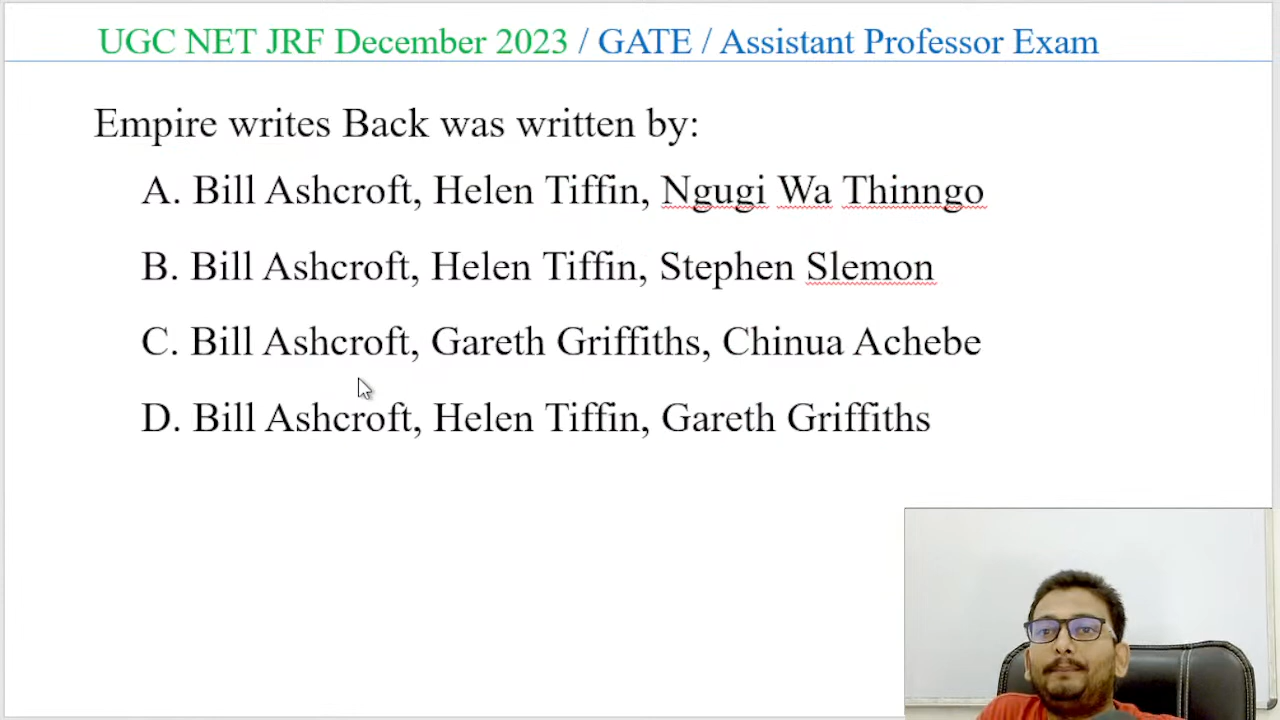 UGC NET JRF December 2023 / GATE / Assistant Professor Exam
Empire writes Back was written by:
A. Bill Ashcroft, Helen Tiffin, Ngugi Wa Thinngo
B. Bill Ashcroft, Helen Tiffin, Stephen Slemon
C. Bill Ashcroft, Gareth Griffiths, Chinua Achebe
D. Bill Ashcroft, Helen Tiffin, Gareth Griffiths